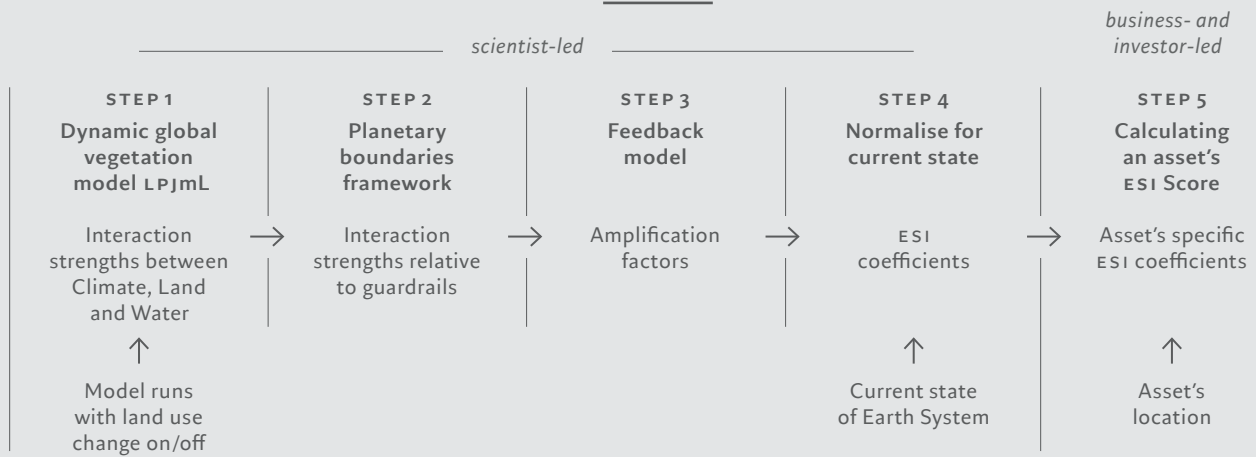 scientist-led
business- and
investor-led
STEP 1
Dynamic global
vegetation
model LPJmL
Interaction
strengths between
Climate, Land
and Water
Model runs
with land use
change on/off
STEP 2
Planetary
boundaries
framework
Interaction
strengths relative
to guardrails
STEP 3
Feedback
model
Amplification
factors
STEP 4
Normalise for
current state
ESI
coefficients
Current state
of Earth System
STEP 5
Calculating
an asset's
ESI Score
Asset's specific
ESI coefficients
Asset's
location